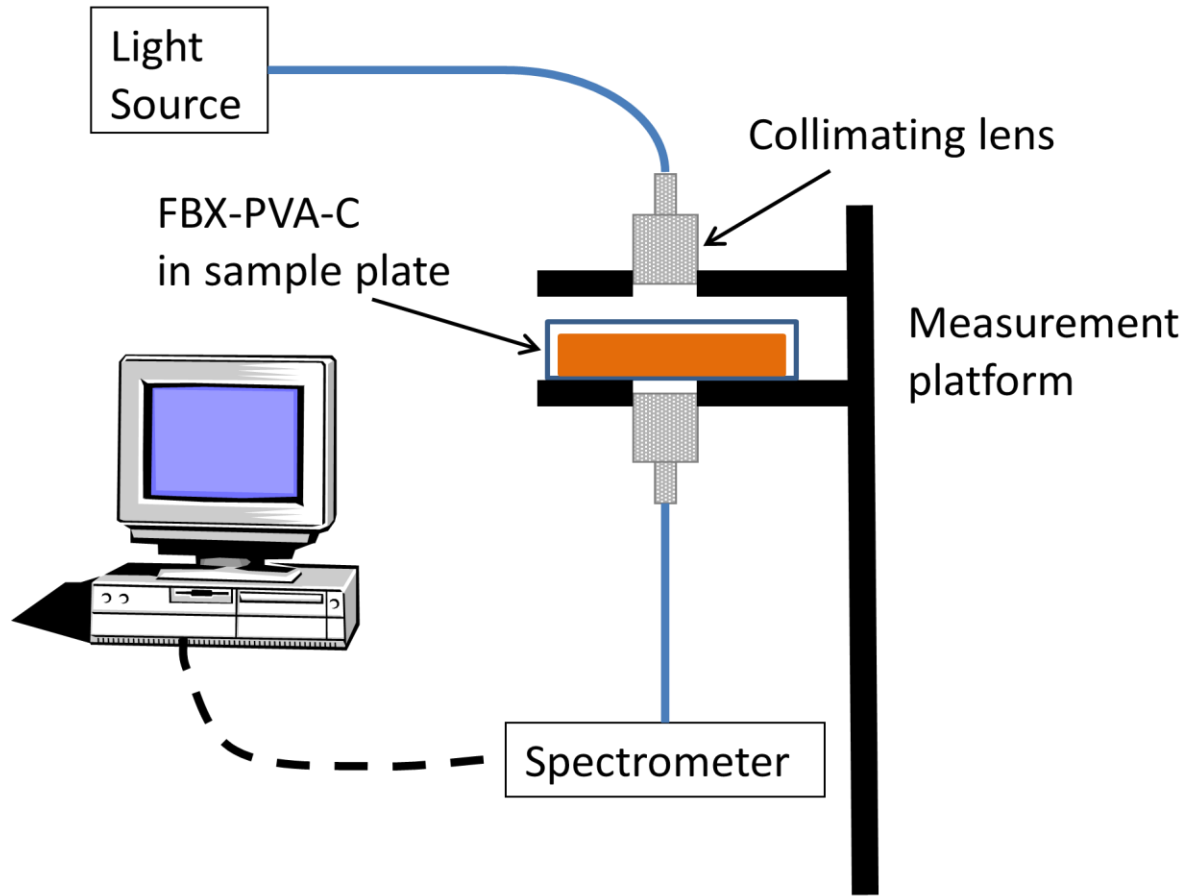 Light
Source
Collimating lens
FBX-PVA-C
in sample plate
Measurement
platform
Spectrometer